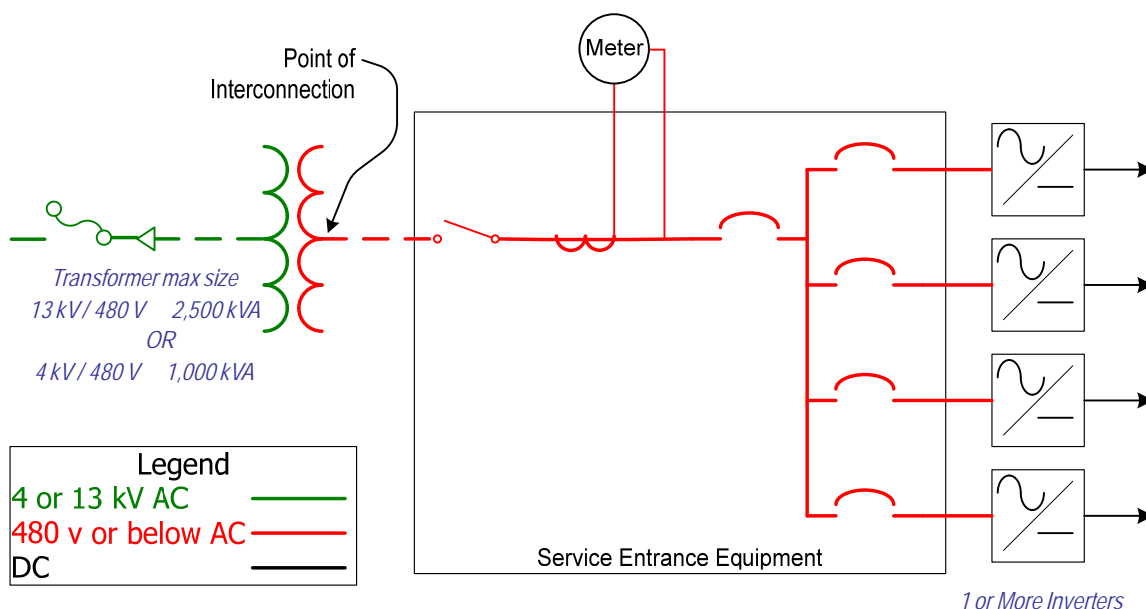 Meter
Point of
Interconnection
Transformer max size
13 kV / 480 V 2,500 kVA
OR
4 kV / 480 V 1,000 kVA
Legend
4 or 13 kV AC
480 v or below AC
DC
Service Entrance Equipment
1 or More Inverters